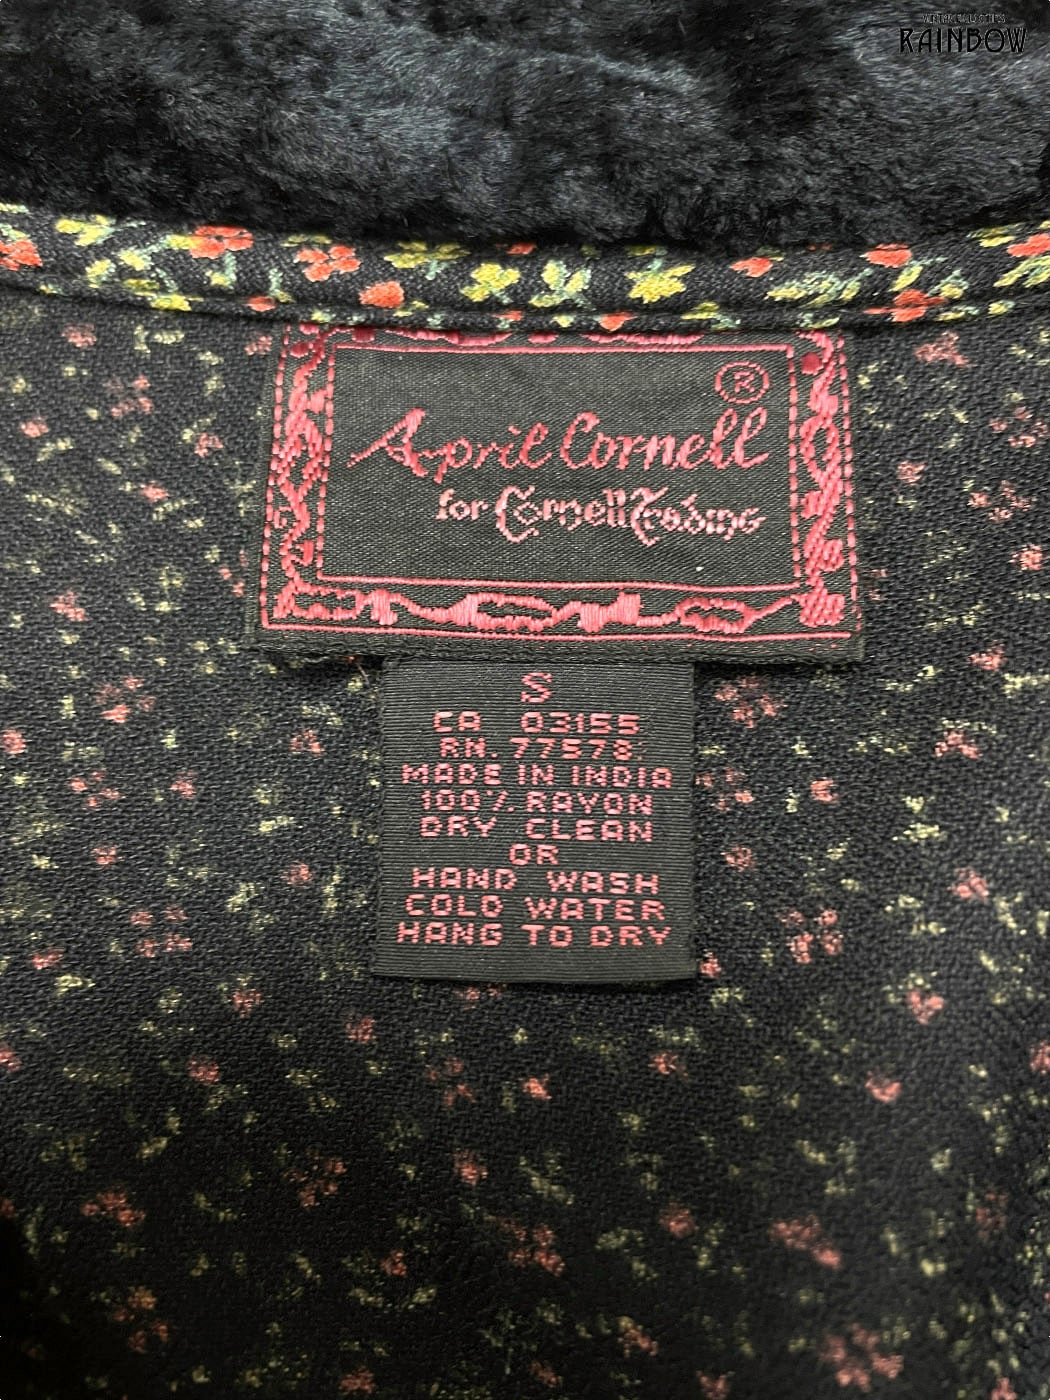 RAINBOW
®
April Cornell
for Cornell Trading
S
CA 03155
RN. 77578
MADE IN INDIA
100% RAYON
DRY CLEAN
OR
HAND WASH
COLD WATER
HANG TO DRY